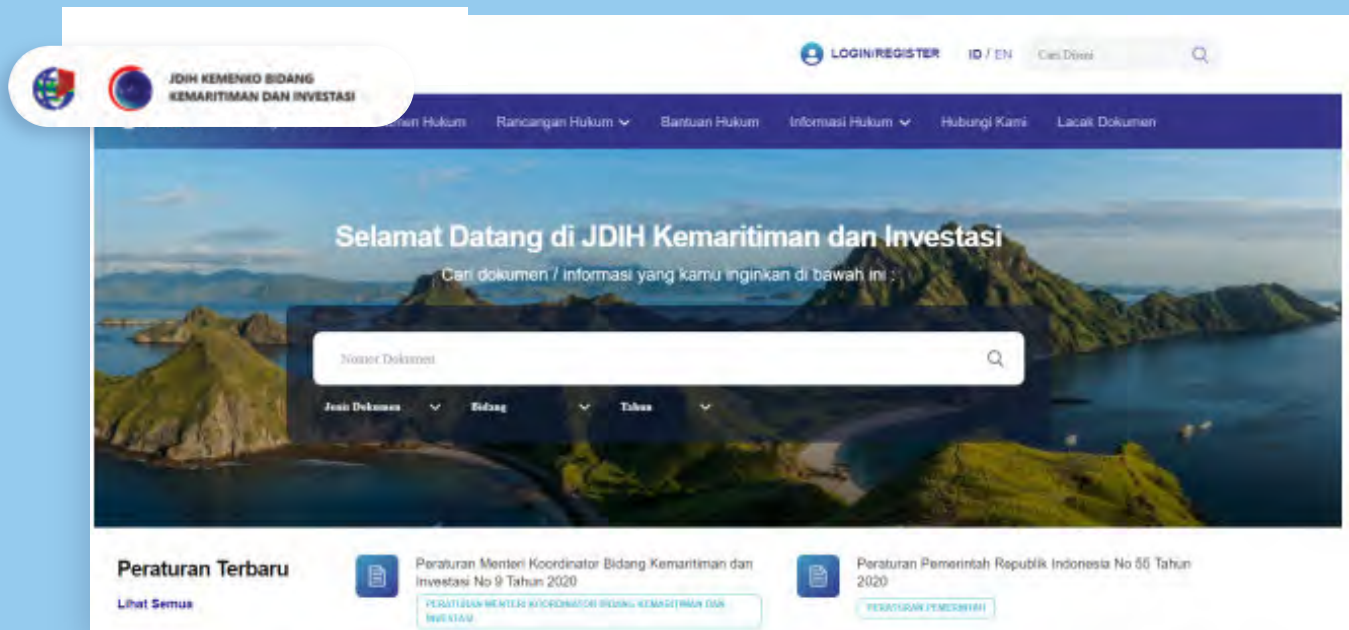 JDIH KEMENKO BIDANG
KEMARITIMAN DAN INVESTASI
LOGIN/REGISTER ID / EN Cari Disini
Hukum Rancangan Hukum Bantuan Hukum Informasi Hukum Hubungi Kami Lacak Dokumen
Selamat Datang di JDIH Kemaritiman dan Investasi
Cari dokumen / informasi yang kamu inginkan di bawah ini :
Nomor Dokumen
Jenis Dokumen Bidang Tahun
Peraturan Terbaru
Lihat Semua
Peraturan Menteri Koordinator Bidang Kemaritiman dan
Investasi No 9 Tahun 2020
PERATURAN MENTERI KOORDINATOR BIDANG KEMARITIMAN DAN
INVESTASI
Peraturan Pemerintah Republik Indonesia No 55 Tahun
2020
PERATURAN PEMERINTAH